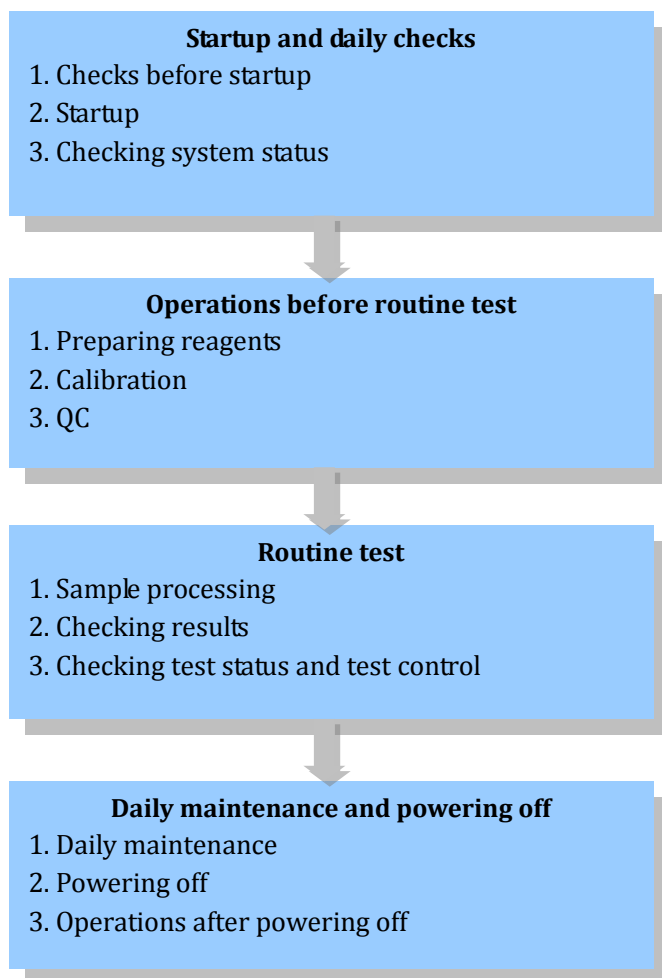 Startup and daily checks
1. Checks before startup
2. Startup
3. Checking system status
Operations before routine test
1. Preparing reagents
2. Calibration
3. QC
Routine test
1. Sample processing
2. Checking results
3. Checking test status and test control
Daily maintenance and powering off
1. Daily maintenance
2. Powering off
3. Operations after powering off